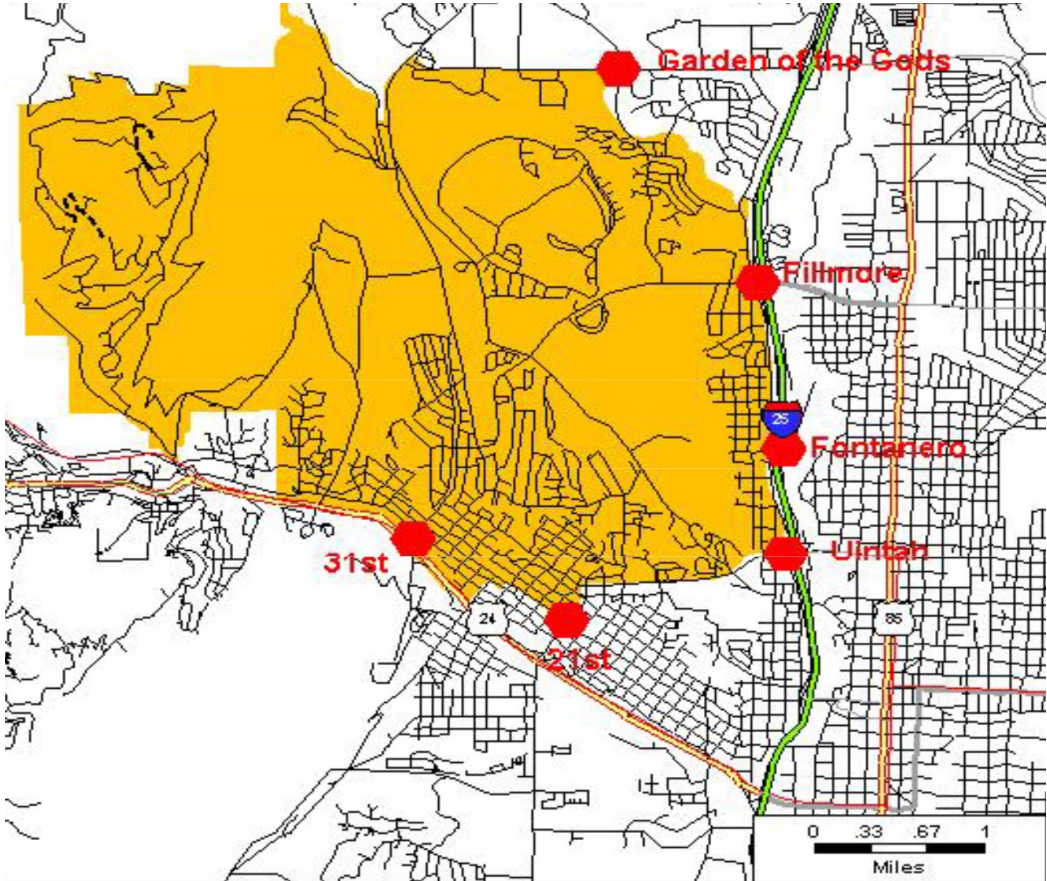 Garden of the Gods
Fillmore
25
Fontanero
31st
Uintah
24
85
21st
0 .33 .67 1
Miles